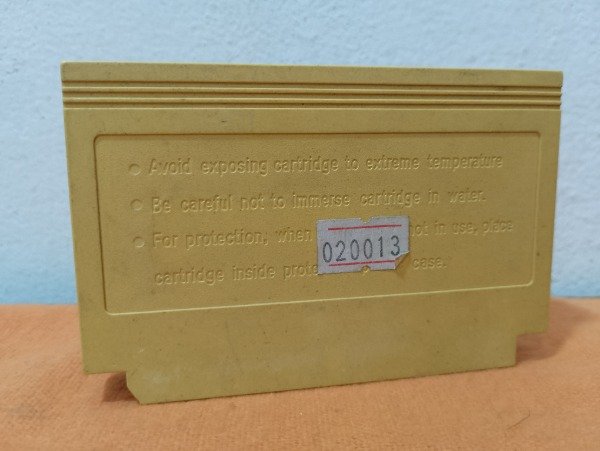 Avoid exposing cartridge to extreme temperature
Be careful not to immerse cartridge in water.
For protection, when not in use, place
020013
cartridge inside case.